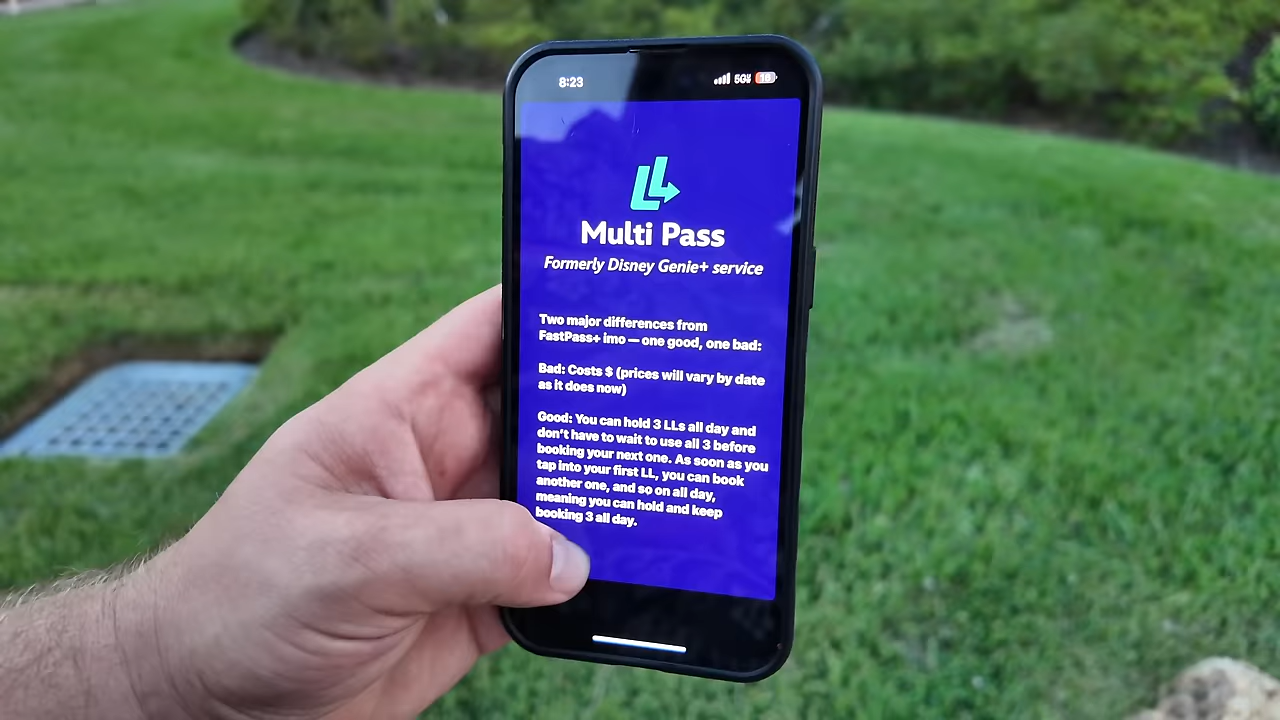 8:23
5GW 16
LL
Multi Pass
Formerly Disney Genie+ service
Two major differences from
FastPass+ imo — one good, one bad:
Bad: Costs $ (prices will vary by date
as it does now)
Good: You can hold 3 LLs all day and
don't have to wait to use all 3 before
booking your next one. As soon as you
tap into your first LL, you can book
another one, and so on all day,
meaning you can hold and keep
booking 3 all day.